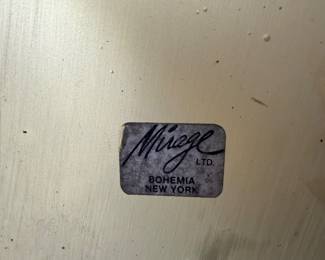 Mirage
LTD.
BOHEMIA
NEW YORK